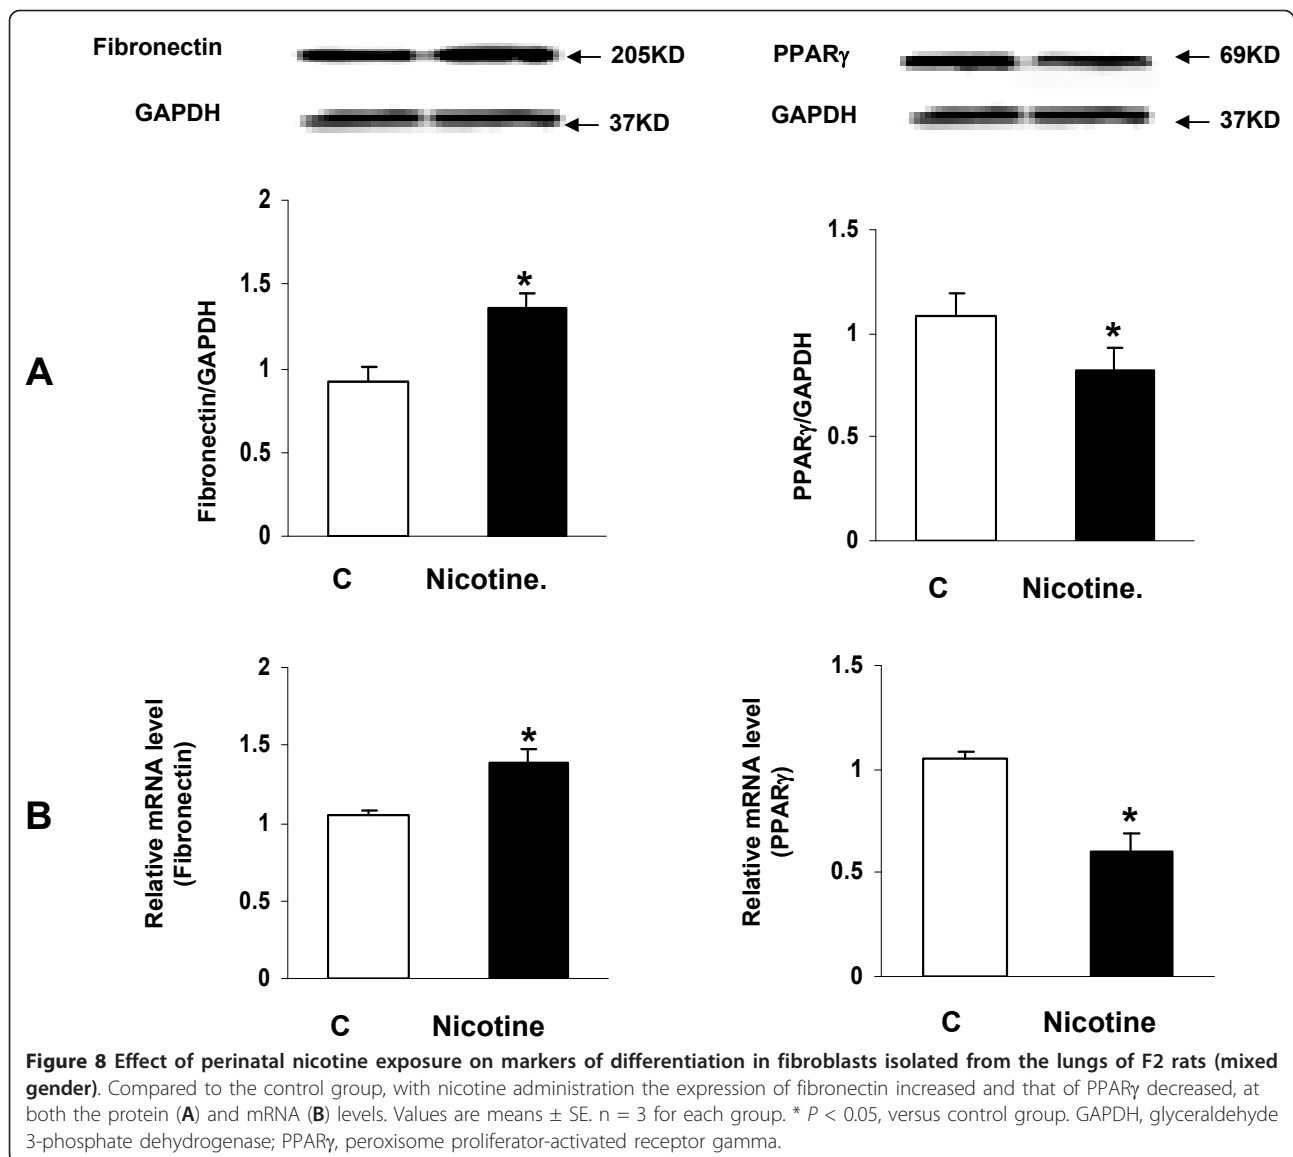 Fibronectin
205KD
GAPDH
37KD
PPARγ
69KD
GAPDH
37KD
A
Fibronectin/GAPDH
2
1.5
1
0.5
0
*
C Nicotine.
PPARγ/GAPDH
1.5
1
0.5
0
*
C Nicotine.
B
Relative mRNA level
(Fibronectin)
2
1.5
1
0.5
0
*
C Nicotine
Relative mRNA level
(PPARγ)
1.5
1
0.5
0
*
C Nicotine
Figure 8 Effect of perinatal nicotine exposure on markers of differentiation in fibroblasts isolated from the lungs of F2 rats (mixed
gender). Compared to the control group, with nicotine administration the expression of fibronectin increased and that of PPARγ decreased, at
both the protein (A) and mRNA (B) levels. Values are means ± SE. n = 3 for each group. * P < 0.05, versus control group. GAPDH, glyceraldehyde
3-phosphate dehydrogenase; PPARγ, peroxisome proliferator-activated receptor gamma.